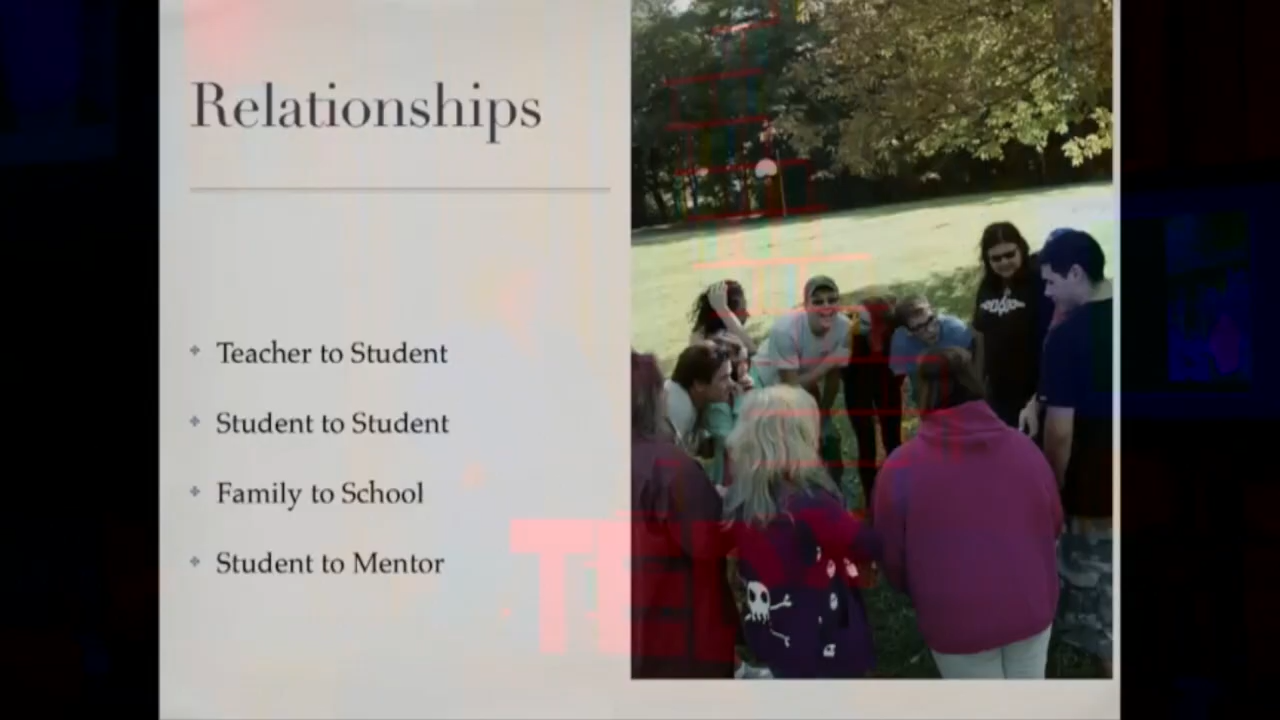 Relationships
Teacher to Student
Student to Student
Family to School
Student to Mentor
TED